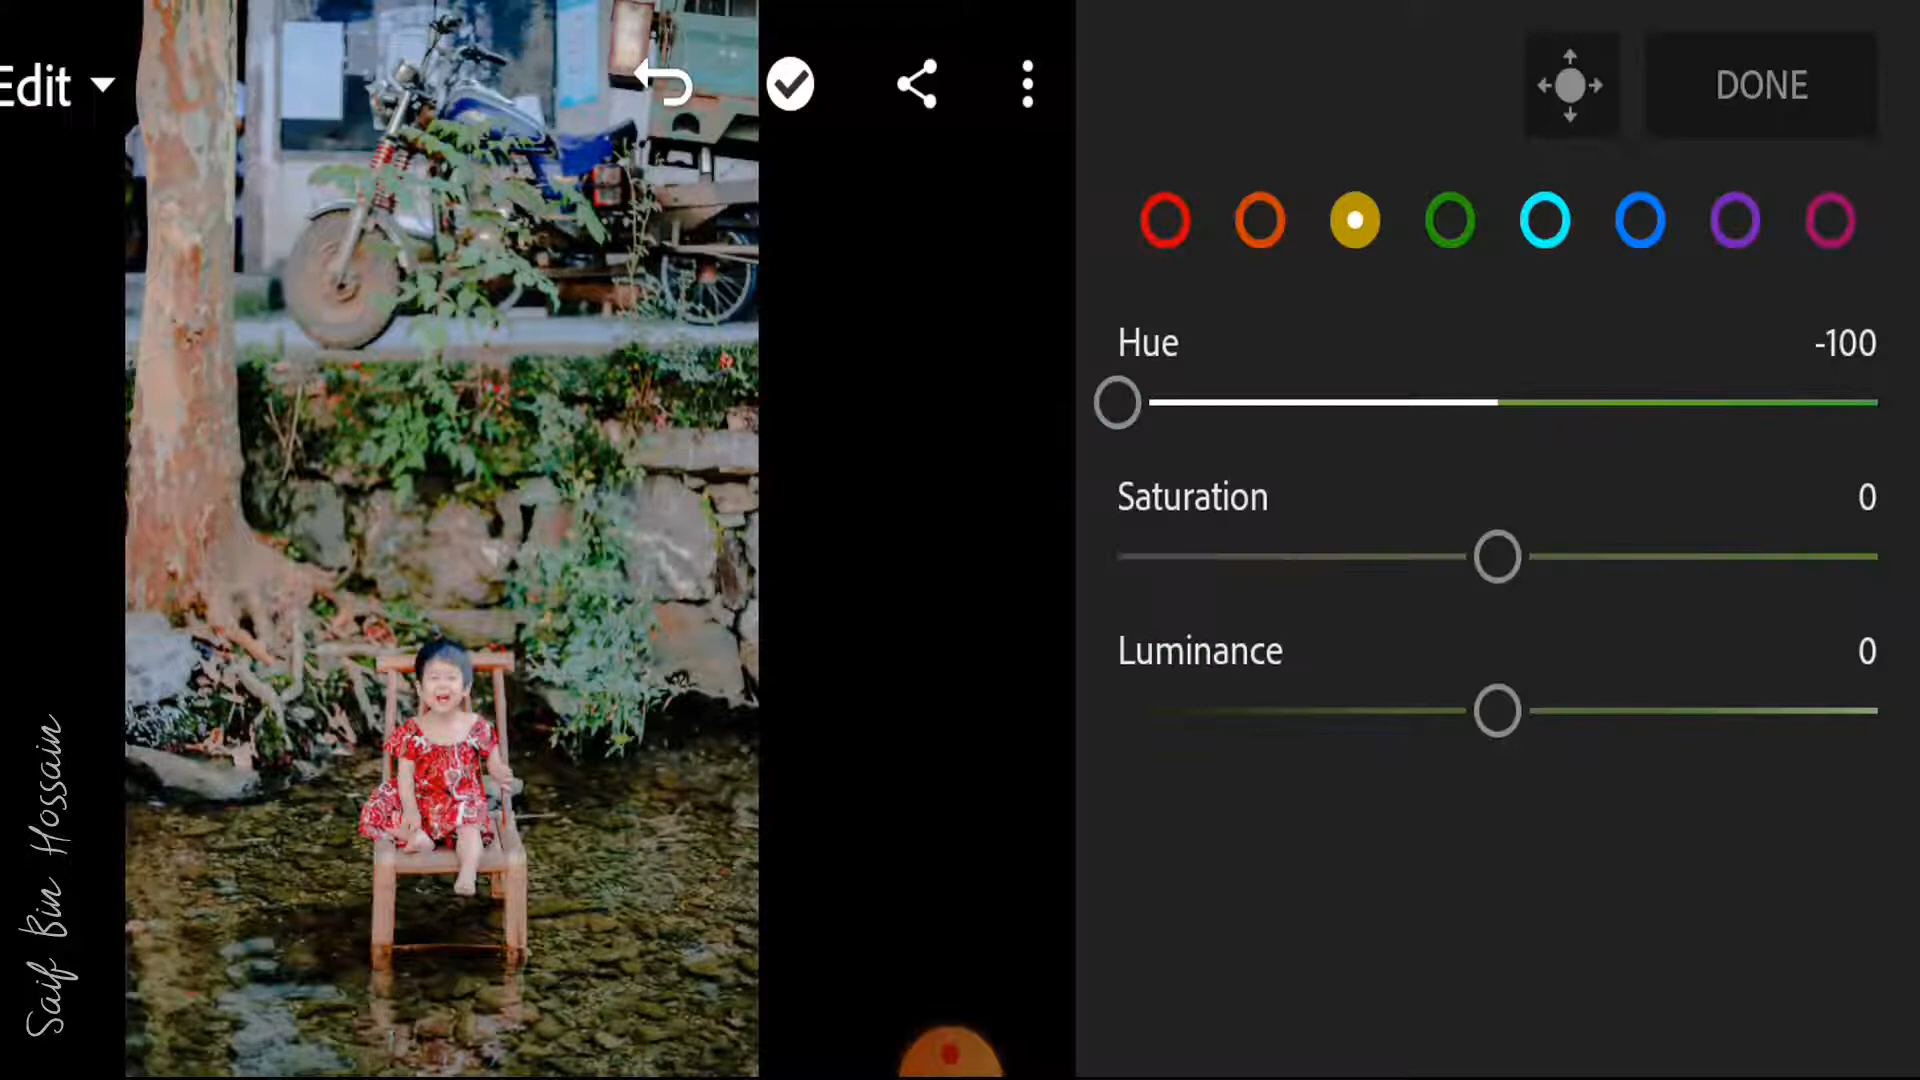 Edit
DONE
Hue
-100
Saturation
0
Luminance
0
Saif Bin Hossain